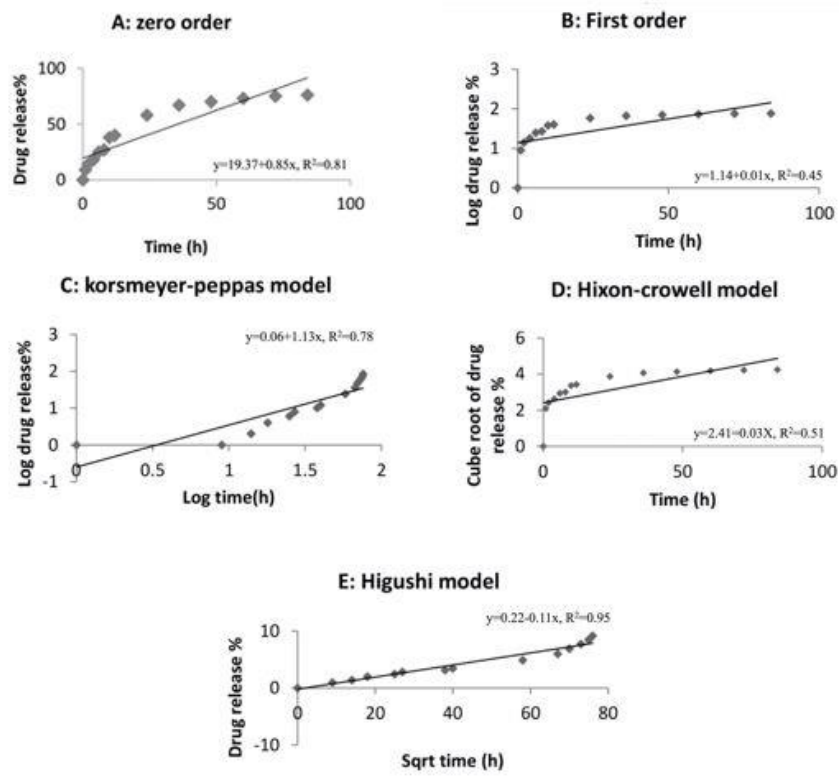 A: zero order
Drug release%
100
50
0
y=19.37+0.85x, R²=0.81
0
50
100
Time (h)
B: First order
Log drug release%
3
2
1
0
y=1.14+0.01x, R²=0.45
0
50
100
Time (h)
C: korsmeyer-peppas model
Log drug release%
3
2
1
0
-1
y=0.06+1.13x, R²=0.78
0
0.5
1
1.5
2
Log time(h)
D: Hixon-crowell model
Cube root of drug
release %
6
4
2
0
y=2.41=0.03X, R²=0.51
0
50
100
Time (h)
E: Higushi model
Drug release %
10
0
-10
y=0.22-0.11x, R²=0.95
0
20
40
60
80
Sqrt time (h)